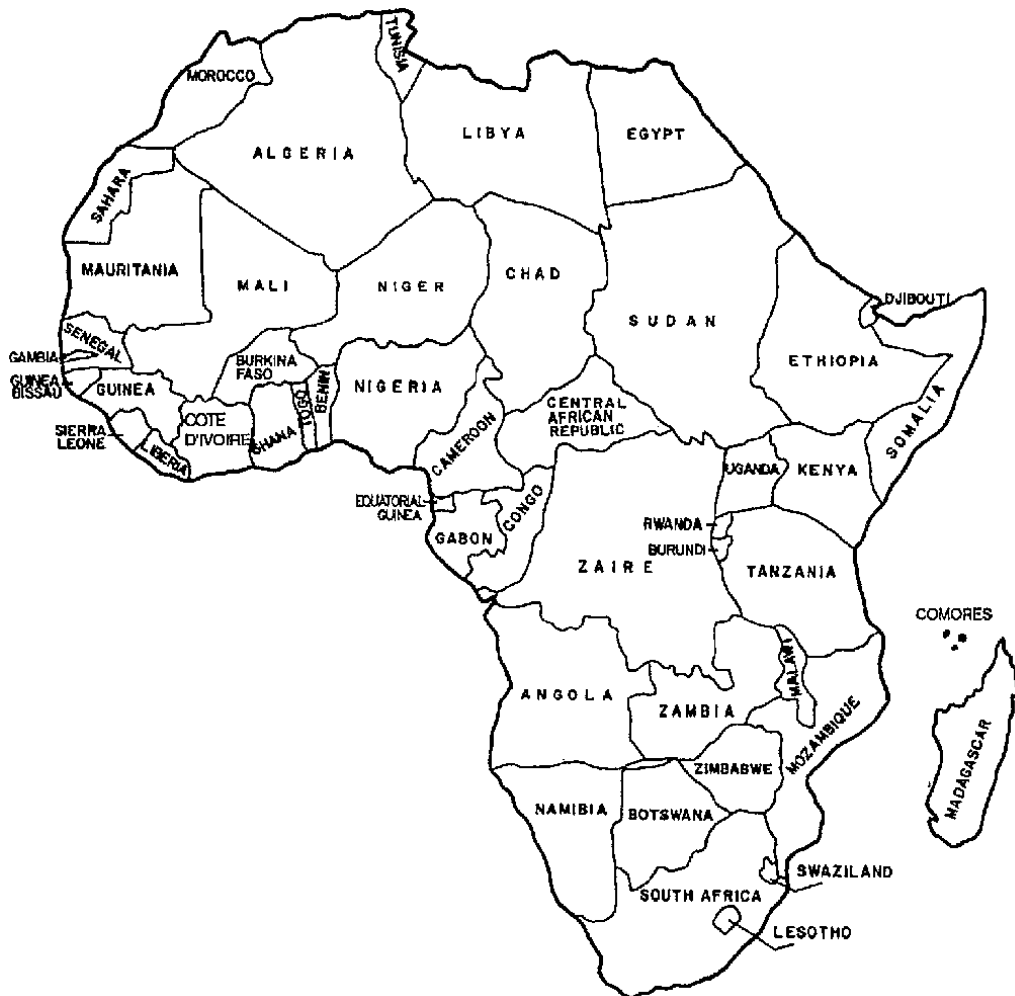 TUNISIA
MOROCCO
ALGERIA
LIBYA
EGYPT
SAHARA
MAURITANIA
MALI
NIGER
CHAD
SUDAN
DJIBOUTI
ETHIOPIA
SOMALIA
SENEGAL
GAMBIA
GUINEA
BISSAU
GUINEA
BURKINA
FASO
BENIN
TOGO
NIGERIA
CENTRAL
AFRICAN
REPUBLIC
COTE
D'IVOIRE
GHANA
SIERRA
LEONE
LIBERIA
CAMEROON
UGANDA
KENYA
EQUATORIAL
GUINEA
CONGO
GABON
RWANDA
BURUNDI
ZAIRE
TANZANIA
COMORES
MALAWI
ANGOLA
ZAMBIA
MOZAMBIQUE
MADAGASCAR
ZIMBABWE
NAMIBIA
BOTSWANA
SWAZILAND
SOUTH AFRICA
LESOTHO